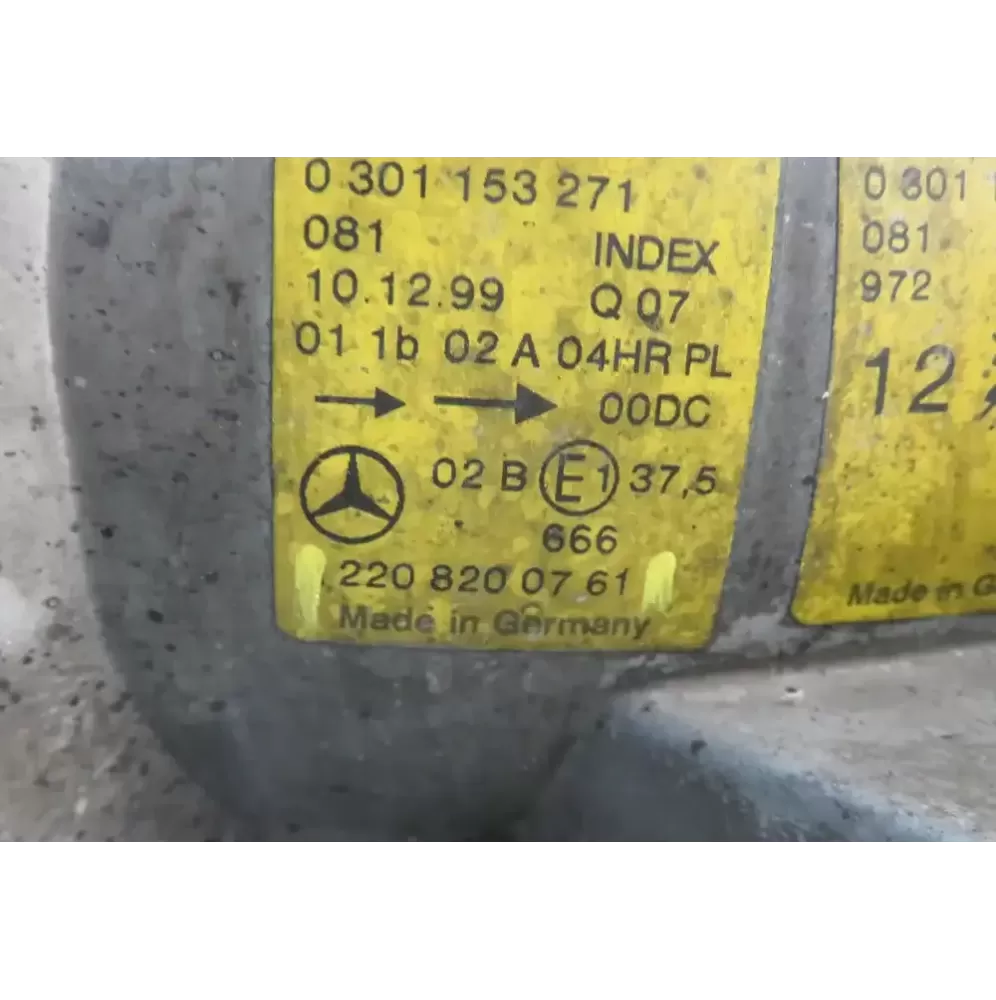 0 301 153 271
081 INDEX
10.12.99 Q 07
01 1b 02 A 04HR PL
00DC
02 B E1 37,5
666
220 820 07 61
Made in Germany
0 301
081
972
12
Made in G